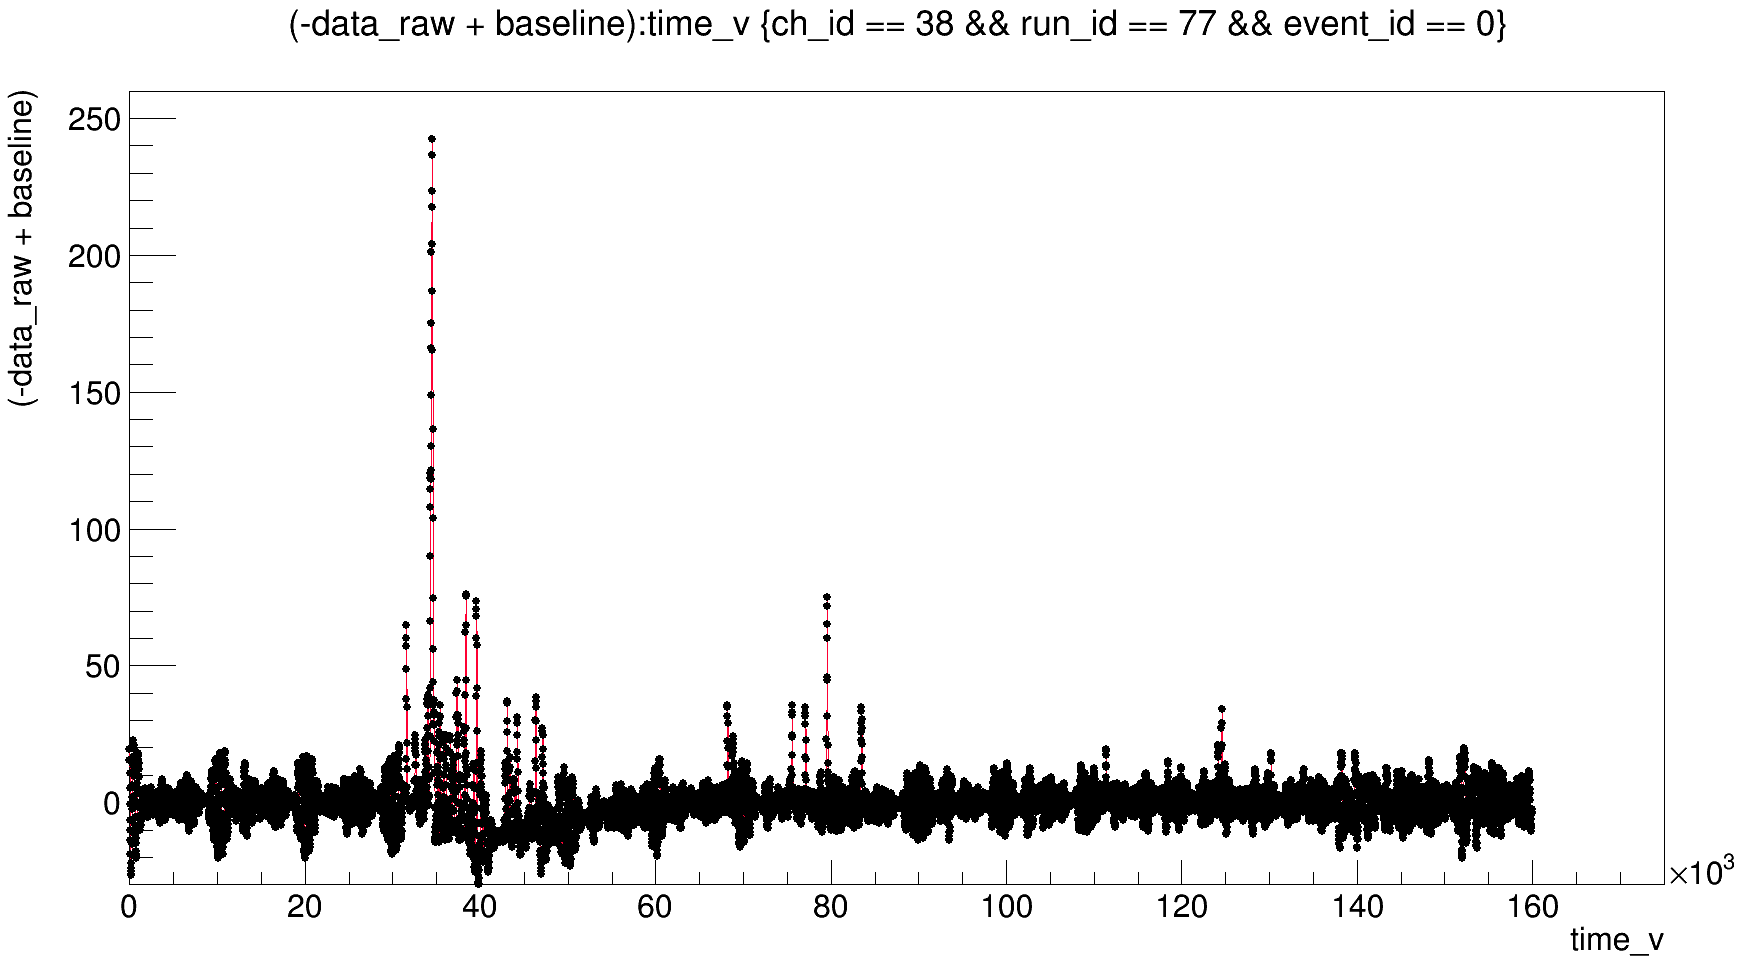 (-data_raw + baseline):time_v {ch_id == 38 && run_id == 77 && event_id == 0}
(-data_raw + baseline)
250
200
150
100
50
0
0 20 40 60 80 100 120 140 160
×10³
time_v